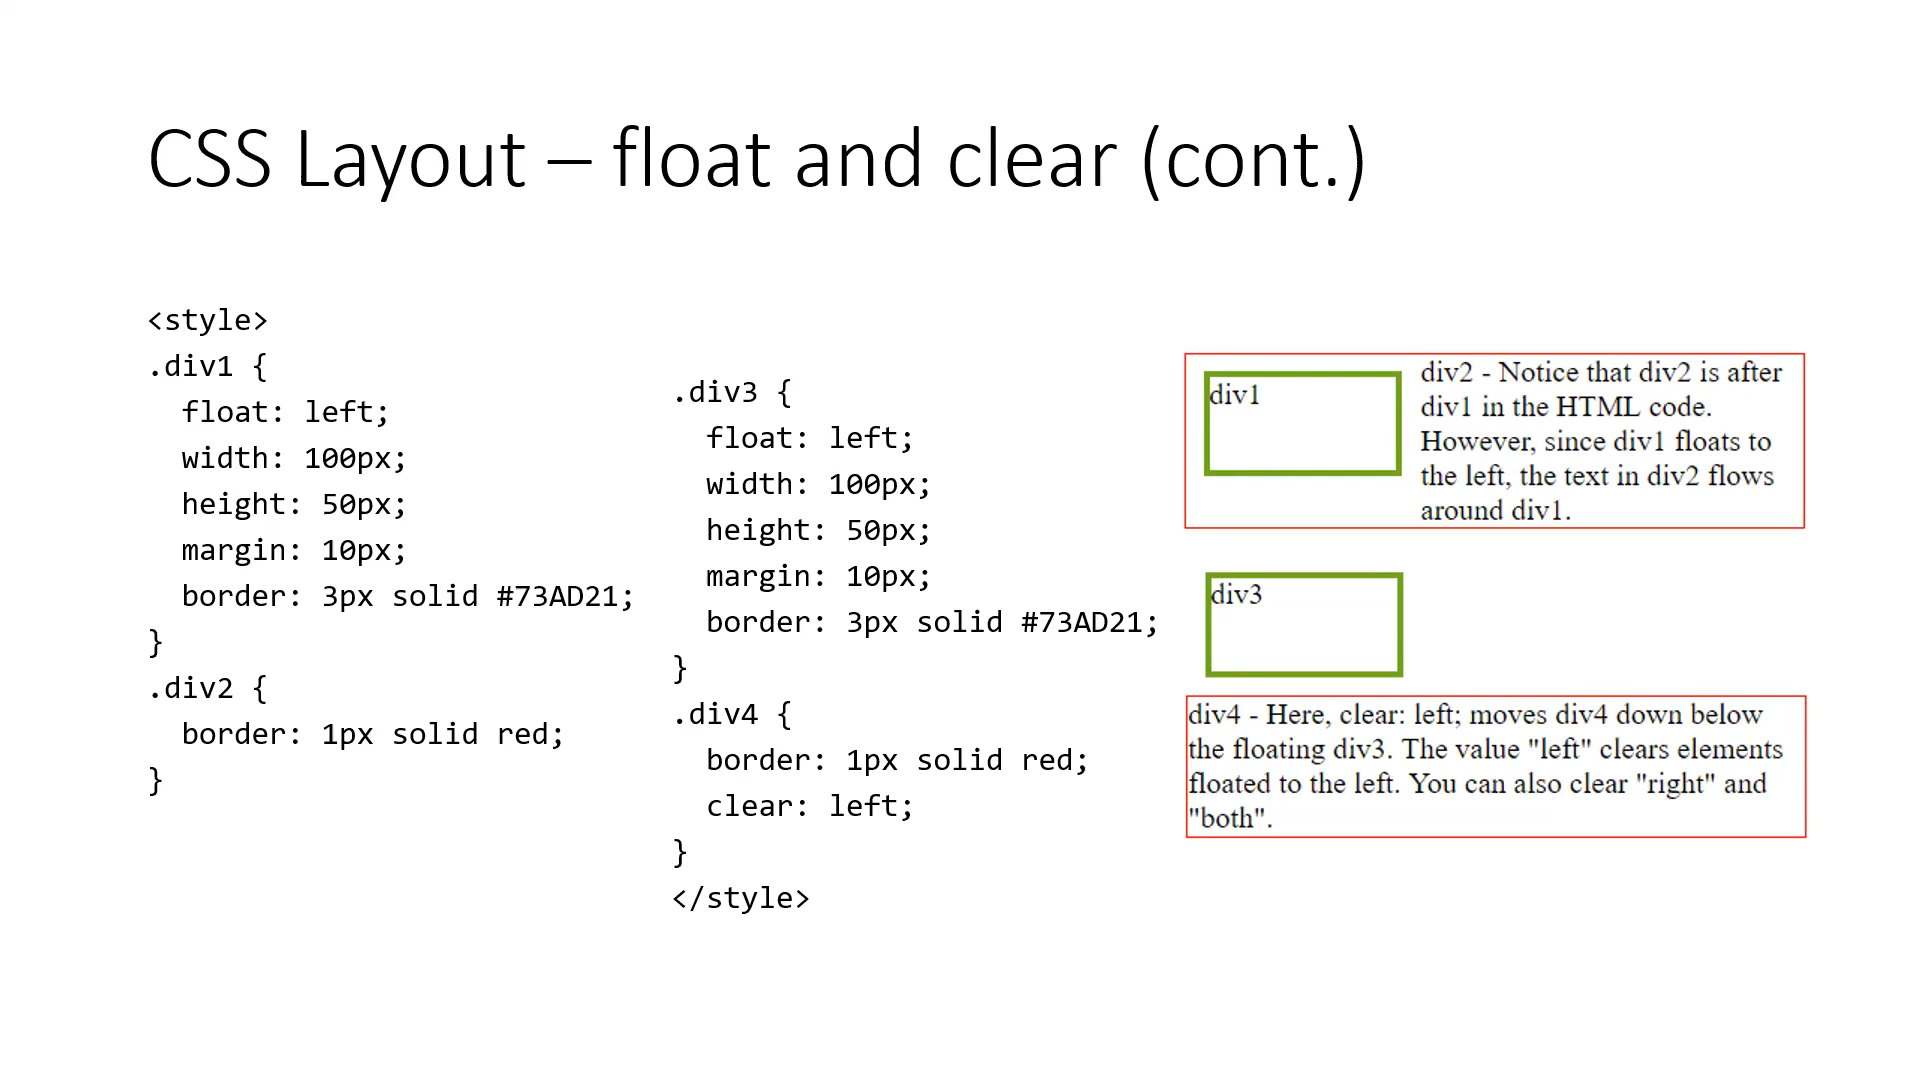 CSS Layout – float and clear (cont.)
<style>
.div1 {
  float: left;
  width: 100px;
  height: 50px;
  margin: 10px;
  border: 3px solid #73AD21;
}
.div2 {
  border: 1px solid red;
}
.div3 {
  float: left;
  width: 100px;
  height: 50px;
  margin: 10px;
  border: 3px solid #73AD21;
}
.div4 {
  border: 1px solid red;
  clear: left;
}
</style>
div1
div2 - Notice that div2 is after
div1 in the HTML code.
However, since div1 floats to
the left, the text in div2 flows
around div1.
div3
div4 - Here, clear: left; moves div4 down below
the floating div3. The value "left" clears elements
floated to the left. You can also clear "right" and
"both".